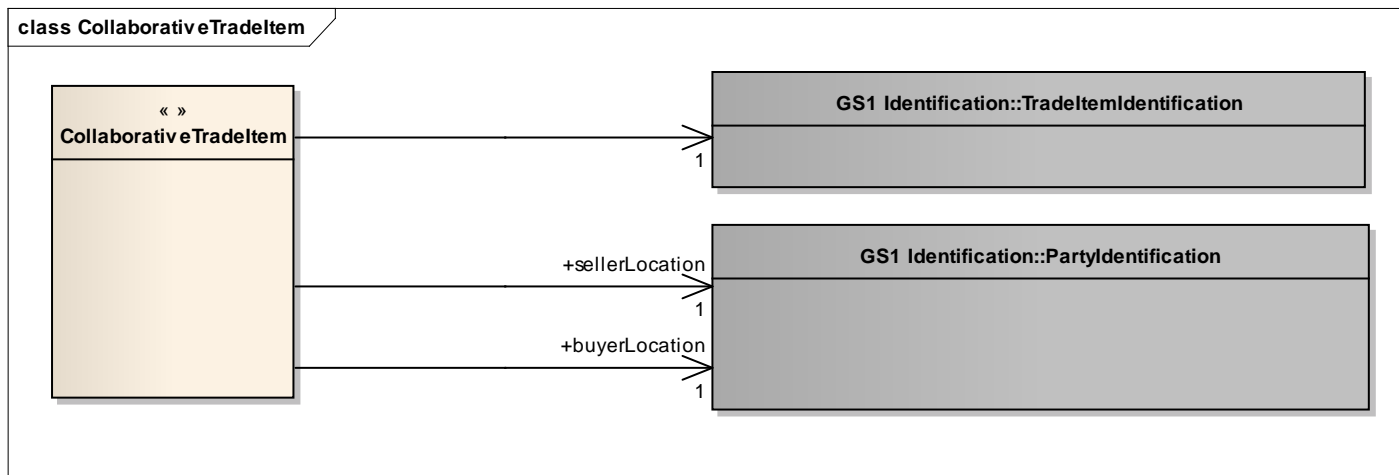 class CollaborativeTradeItem
« »
CollaborativeTradeItem
GS1 Identification::TradeItemIdentification
1
GS1 Identification::PartyIdentification
+sellerLocation
1
+buyerLocation
1